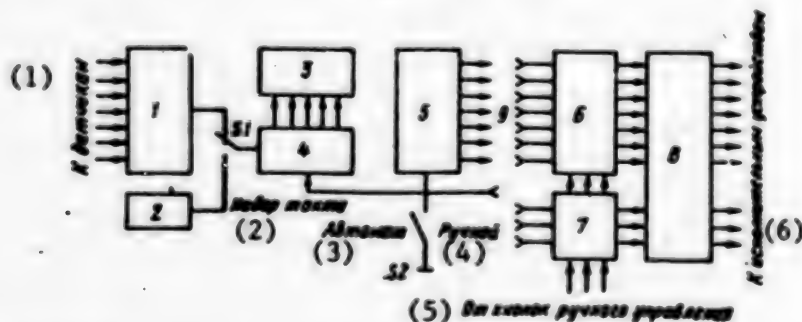 (1)
К датчикам
1
2
S1
3
4
Набор такта
(2)
Автомат
(3)
Ручной
(4)
S2
5
9
6
7
8
К исполнительным устройствам
(6)
(5) От кнопок ручного управления